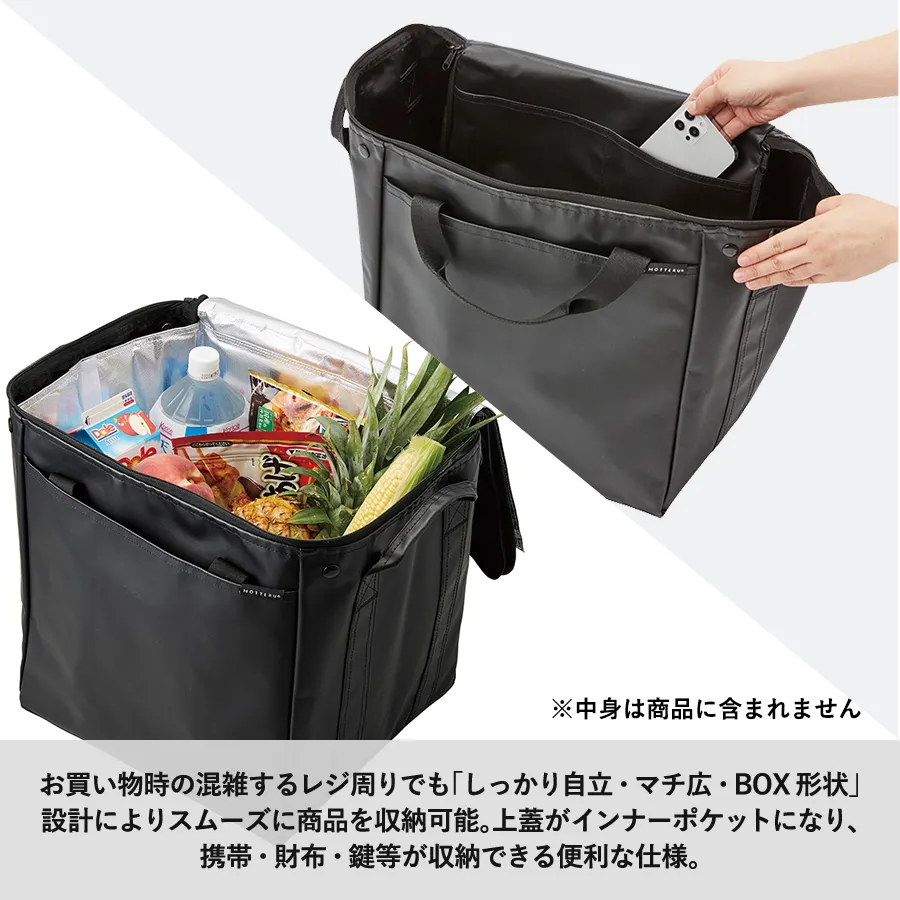 MOTTERU®
Dole
Dole
MOTTERU®
※中身は商品に含まれません
お買い物時の混雑するレジ周りでも「しっかり自立・マチ広・BOX形状」
設計によりスムーズに商品を収納可能。上蓋がインナーポケットになり、
携帯・財布・鍵等が収納できる便利な仕様。